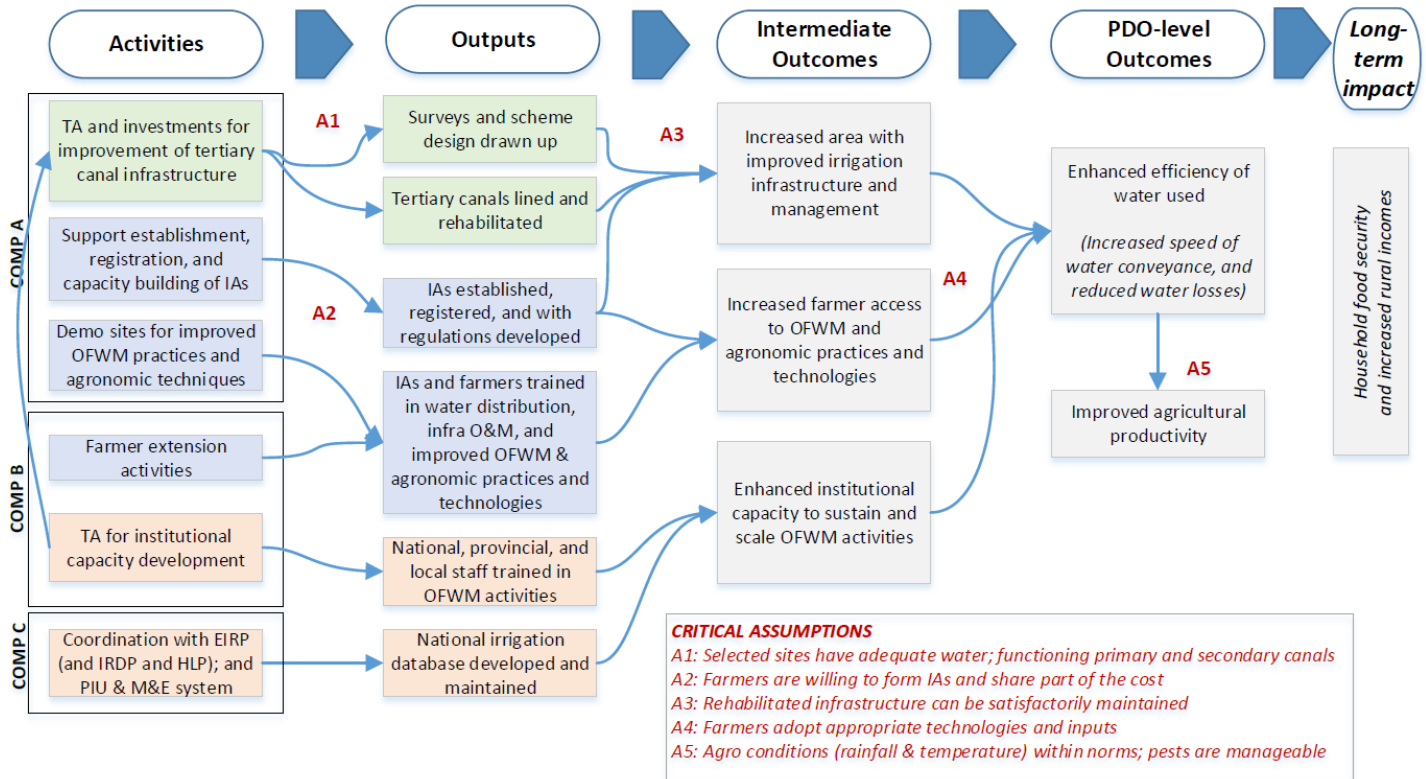 Activities
Outputs
Intermediate
Outcomes
PDO-level
Outcomes
Long-
term
impact
COMP A
TA and investments for
improvement of tertiary
canal infrastructure
Support establishment,
registration, and
capacity building of IAs
Demo sites for improved
OFWM practices and
agronomic techniques
COMP B
Farmer extension
activities
TA for institutional
capacity development
COMP C
Coordination with EIRP
(and IRDP and HLP); and
PIU & M&E system
A1
A2
Surveys and scheme
design drawn up
Tertiary canals lined and
rehabilitated
IAs established,
registered, and with
regulations developed
IAs and farmers trained
in water distribution,
infra O&M, and
improved OFWM &
agronomic practices and
technologies
National, provincial, and
local staff trained in
OFWM activities
National irrigation
database developed and
maintained
A3
Increased area with
improved irrigation
infrastructure and
management
Increased farmer access
to OFWM and
agronomic practices and
technologies
Enhanced institutional
capacity to sustain and
scale OFWM activities
A4
Enhanced efficiency of
water used
(Increased speed of
water conveyance, and
reduced water losses)
A5
Improved agricultural
productivity
Household food security
and increased rural incomes
CRITICAL ASSUMPTIONS
A1: Selected sites have adequate water; functioning primary and secondary canals
A2: Farmers are willing to form IAs and share part of the cost
A3: Rehabilitated infrastructure can be satisfactorily maintained
A4: Farmers adopt appropriate technologies and inputs
A5: Agro conditions (rainfall & temperature) within norms; pests are manageable